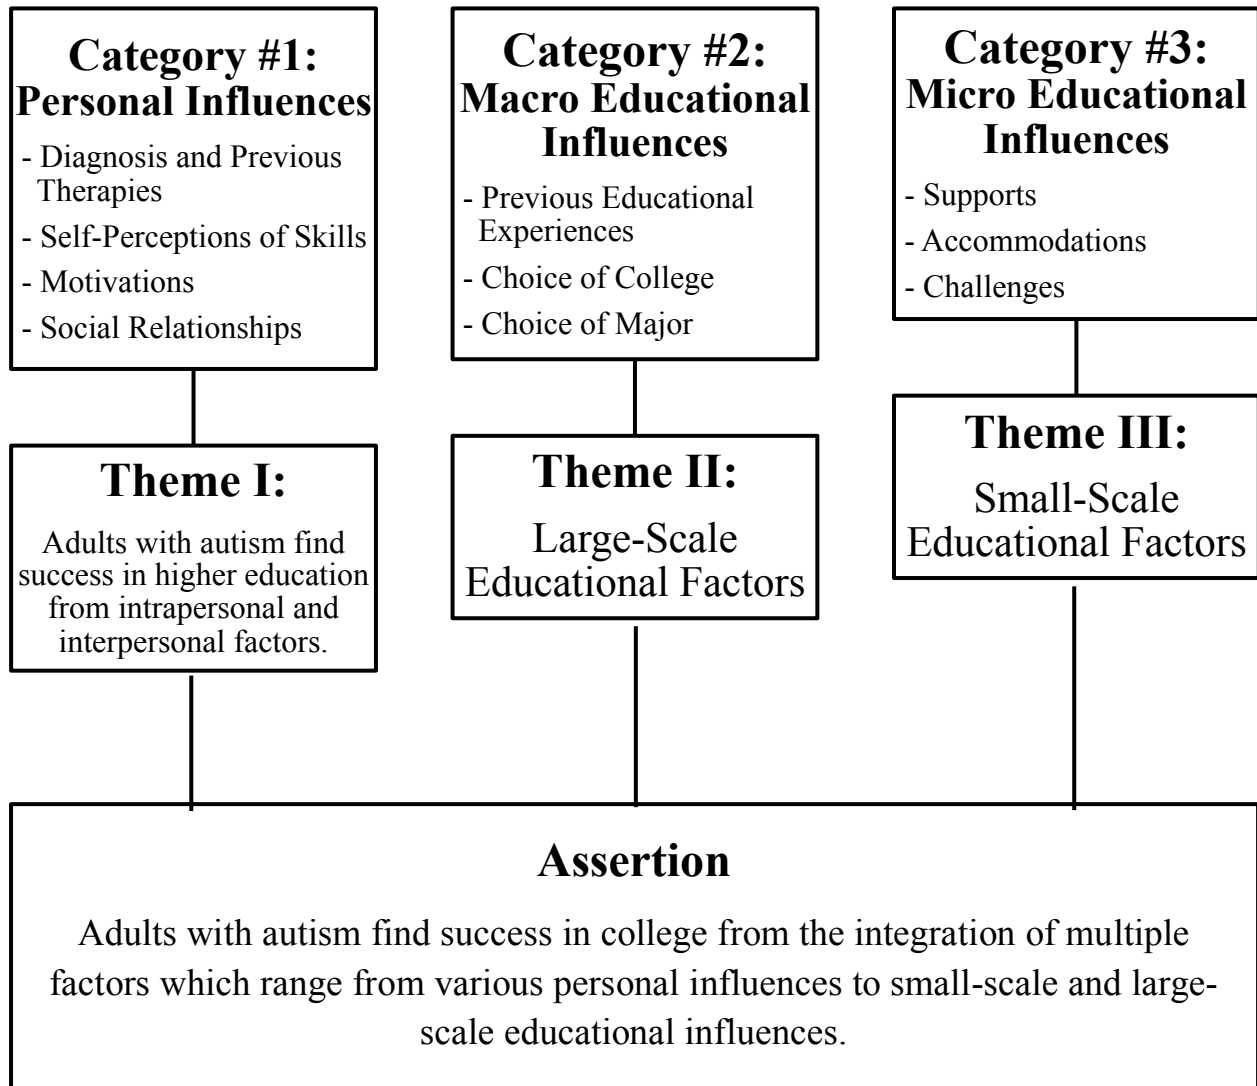 Category #1:
Personal Influences
- Diagnosis and Previous
Therapies
- Self-Perceptions of Skills
- Motivations
- Social Relationships
Category #2:
Macro Educational
Influences
- Previous Educational
Experiences
- Choice of College
- Choice of Major
Category #3:
Micro Educational
Influences
- Supports
- Accommodations
- Challenges
Theme I:
Adults with autism find
success in higher education
from intrapersonal and
interpersonal factors.
Theme II:
Large-Scale
Educational Factors
Theme III:
Small-Scale
Educational Factors
Assertion
Adults with autism find success in college from the integration of multiple
factors which range from various personal influences to small-scale and large-
scale educational influences.